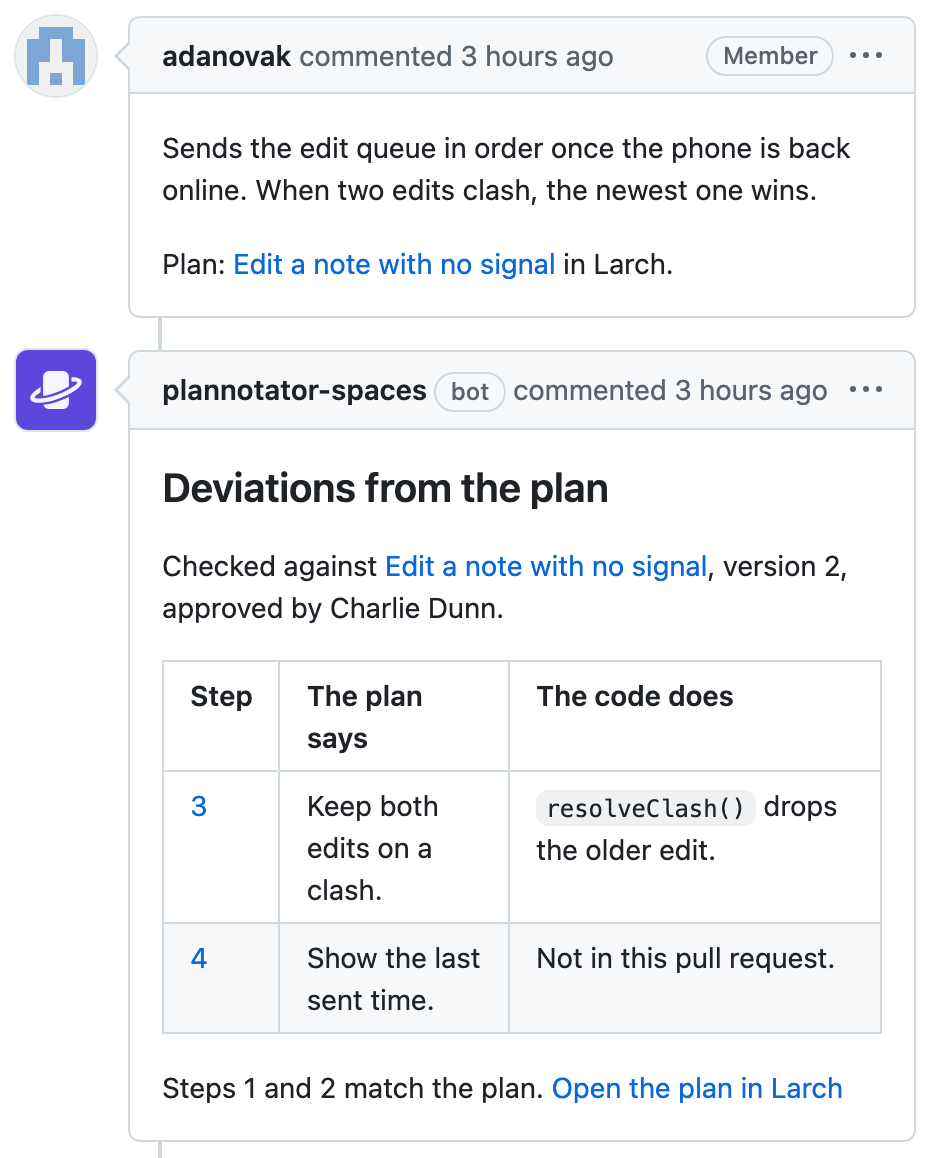 adanovak commented 3 hours ago
Member
Sends the edit queue in order once the phone is back
online. When two edits clash, the newest one wins.
Plan: Edit a note with no signal in Larch.
plannotator-spaces bot commented 3 hours ago
Deviations from the plan
Checked against Edit a note with no signal, version 2,
approved by Charlie Dunn.
Step
The plan
says
The code does
3
Keep both
edits on a
clash.
resolveClash() drops
the older edit.
4
Show the last
sent time.
Not in this pull request.
Steps 1 and 2 match the plan. Open the plan in Larch